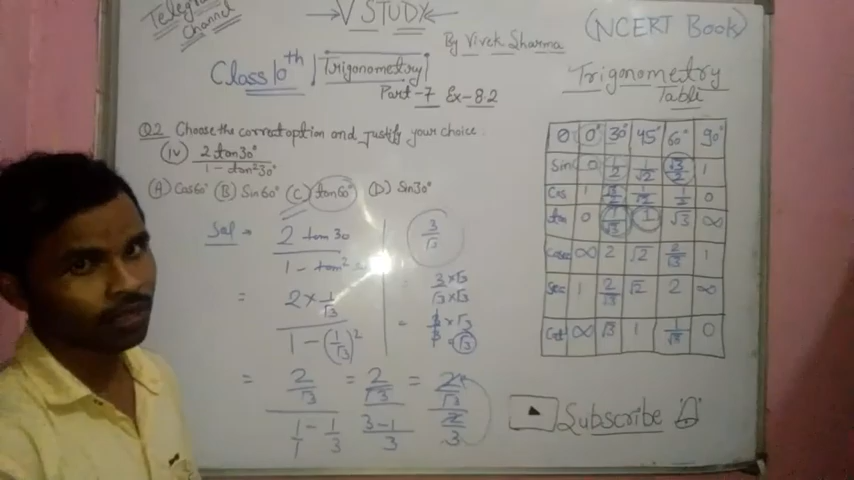 Telegram
Channel
V STUDY
By Vivek Sharma
(NCERT Book)
Class 10th
Trigonometry
Part-7 Ex-8.2
Q2 Choose the correct option and justify your choice.
(iv) 2 tan30° / 1 - tan²30°
(A) Cos60° (B) Sin60° (C) tan60° (D) Sin30°
Sol → 2 tan 30 / 1 - tan²
= 2 × 1/√3 / 1 - (1/√3)²
= 2/√3 / 1/1 - 1/3 = 2/√3 / 3-1/3 = 2/√3 / 2/3
3/√3
= 3×√3 / √3×√3
= 3×√3 / 3
= √3
Trigonometry
Table
θ 0° 30° 45° 60° 90°
Sin 0 1/2 1/√2 √3/2 1
Cos 1 √3/2 1/√2 1/2 0
tan 0 1/√3 1 √3 ∞
Cosec ∞ 2 √2 2/√3 1
Sec 1 2/√3 √2 2 ∞
Cot ∞ √3 1 1/√3 0
Subscribe